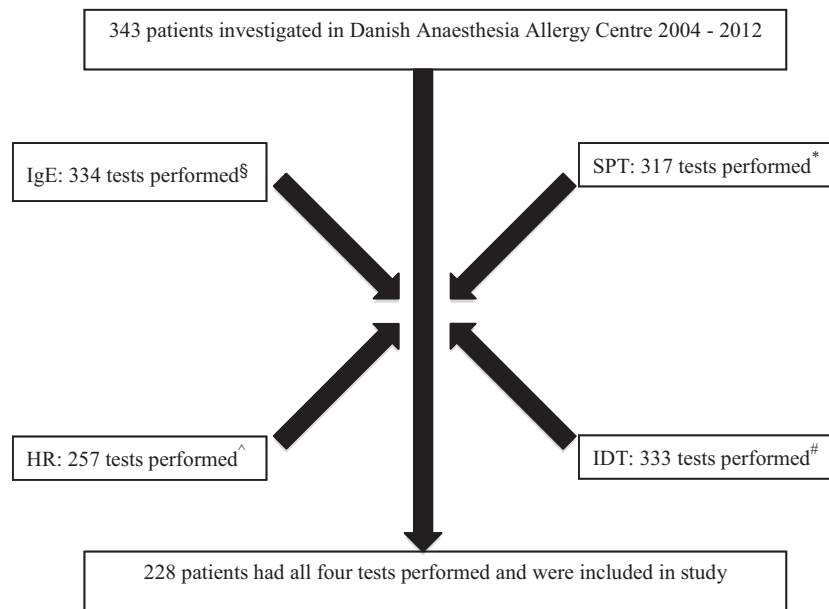 343 patients investigated in Danish Anaesthesia Allergy Centre 2004 - 2012
IgE: 334 tests performed§
SPT: 317 tests performed*
HR: 257 tests performed^
IDT: 333 tests performed#
228 patients had all four tests performed and were included in study